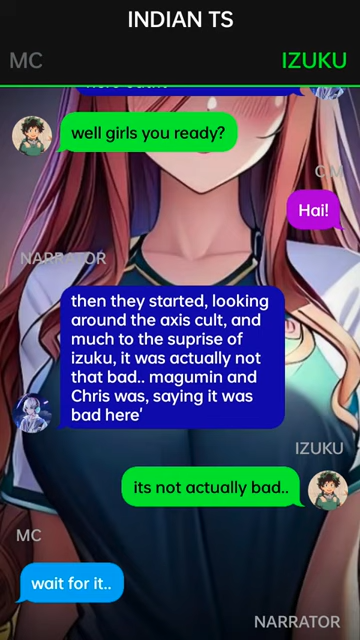 INDIAN TS
MC
IZUKU
well girls you ready?
Hai!
NARRATOR
then they started, looking
around the axis cult, and
much to the suprise of
izuku, it was actually not
that bad.. magumin and
Chris was, saying it was
bad here'
IZUKU
its not actually bad..
MC
wait for it..
NARRATOR